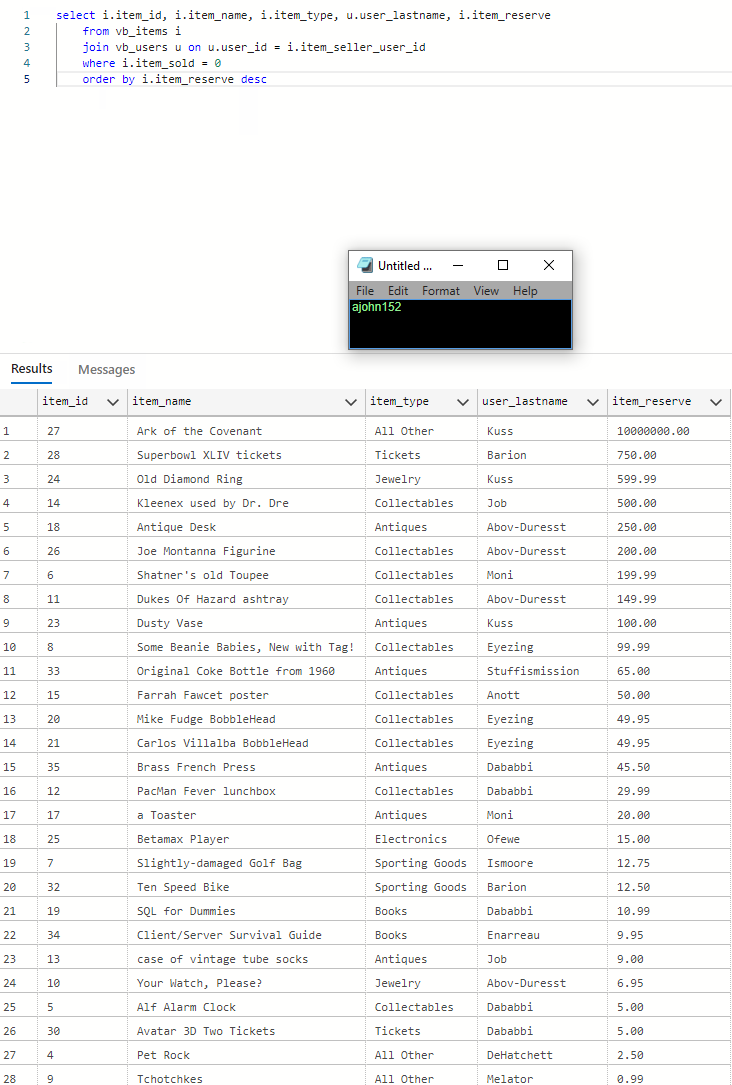 1 select i.item_id, i.item_name, i.item_type, u.user_lastname, i.item_reserve
2 from vb_items i
3 join vb_users u on u.user_id = i.item_seller_user_id
4 where i.item_sold = 0
5 order by i.item_reserve desc
Untitled ...
File Edit Format View Help
ajohn152
Results Messages
item_id item_name item_type user_lastname item_reserve
1 27 Ark of the Covenant All Other Kuss 10000000.00
2 28 Superbowl XLIV tickets Tickets Barion 750.00
3 24 Old Diamond Ring Jewelry Kuss 599.99
4 14 Kleenex used by Dr. Dre Collectables Job 500.00
5 18 Antique Desk Antiques Abov-Duresst 250.00
6 26 Joe Montanna Figurine Collectables Abov-Duresst 200.00
7 6 Shatner's old Toupee Collectables Moni 199.99
8 11 Dukes Of Hazard ashtray Collectables Abov-Duresst 149.99
9 23 Dusty Vase Antiques Kuss 100.00
10 8 Some Beanie Babies, New with Tag! Collectables Eyezing 99.99
11 33 Original Coke Bottle from 1960 Antiques Stuffismission 65.00
12 15 Farrah Fawcet poster Collectables Anott 50.00
13 20 Mike Fudge BobbleHead Collectables Eyezing 49.95
14 21 Carlos Villalba BobbleHead Collectables Eyezing 49.95
15 35 Brass French Press Antiques Dababbi 45.50
16 12 PacMan Fever lunchbox Collectables Dababbi 29.99
17 17 a Toaster Antiques Moni 20.00
18 25 Betamax Player Electronics Ofewe 15.00
19 7 Slightly-damaged Golf Bag Sporting Goods Ismoore 12.75
20 32 Ten Speed Bike Sporting Goods Barion 12.50
21 19 SQL for Dummies Books Dababbi 10.99
22 34 Client/Server Survival Guide Books Enarreau 9.95
23 13 case of vintage tube socks Antiques Job 9.00
24 10 Your Watch, Please? Jewelry Abov-Duresst 6.95
25 5 Alf Alarm Clock Collectables Dababbi 5.00
26 30 Avatar 3D Two Tickets Tickets Dababbi 5.00
27 4 Pet Rock All Other DeHatchett 2.50
28 9 Tchotchkes All Other Melator 0.99